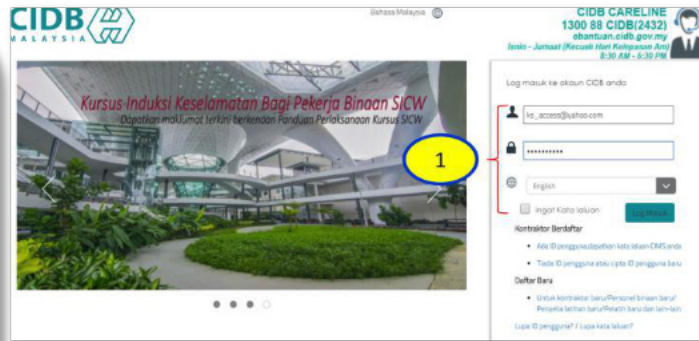 CIDB
MALAYSIA
Bahasa Malaysia
CIDB CARELINE
1300 88 CIDB(2432)
ebantuan.cidb.gov.my
Isnin - Jumaat (Kecuali Hari Kelepasan Am)
8:30 AM - 6:30 PM
Kursus Induksi Keselamatan Bagi Pekerja Binaan SICW
Dapatkan maklumat terkini berkenaan Panduan Perlaksanaan Kursus SICW
Log masuk ke akaun CIDB anda
ks_access@yahoo.com
••••••••••
1
English
Ingat Kata laluan
Log Masuk
Kontraktor Berdaftar
Ada ID pengguna,dapatkan kata laluan CIMS anda
Tiada ID pengguna atau cipta ID pengguna baru
Daftar Baru
Untuk kontraktor baru/Personel binaan baru/
Penyelia latihan baru/Pelatih baru dan lain-lain
Lupa ID pengguna? / Lupa kata laluan?